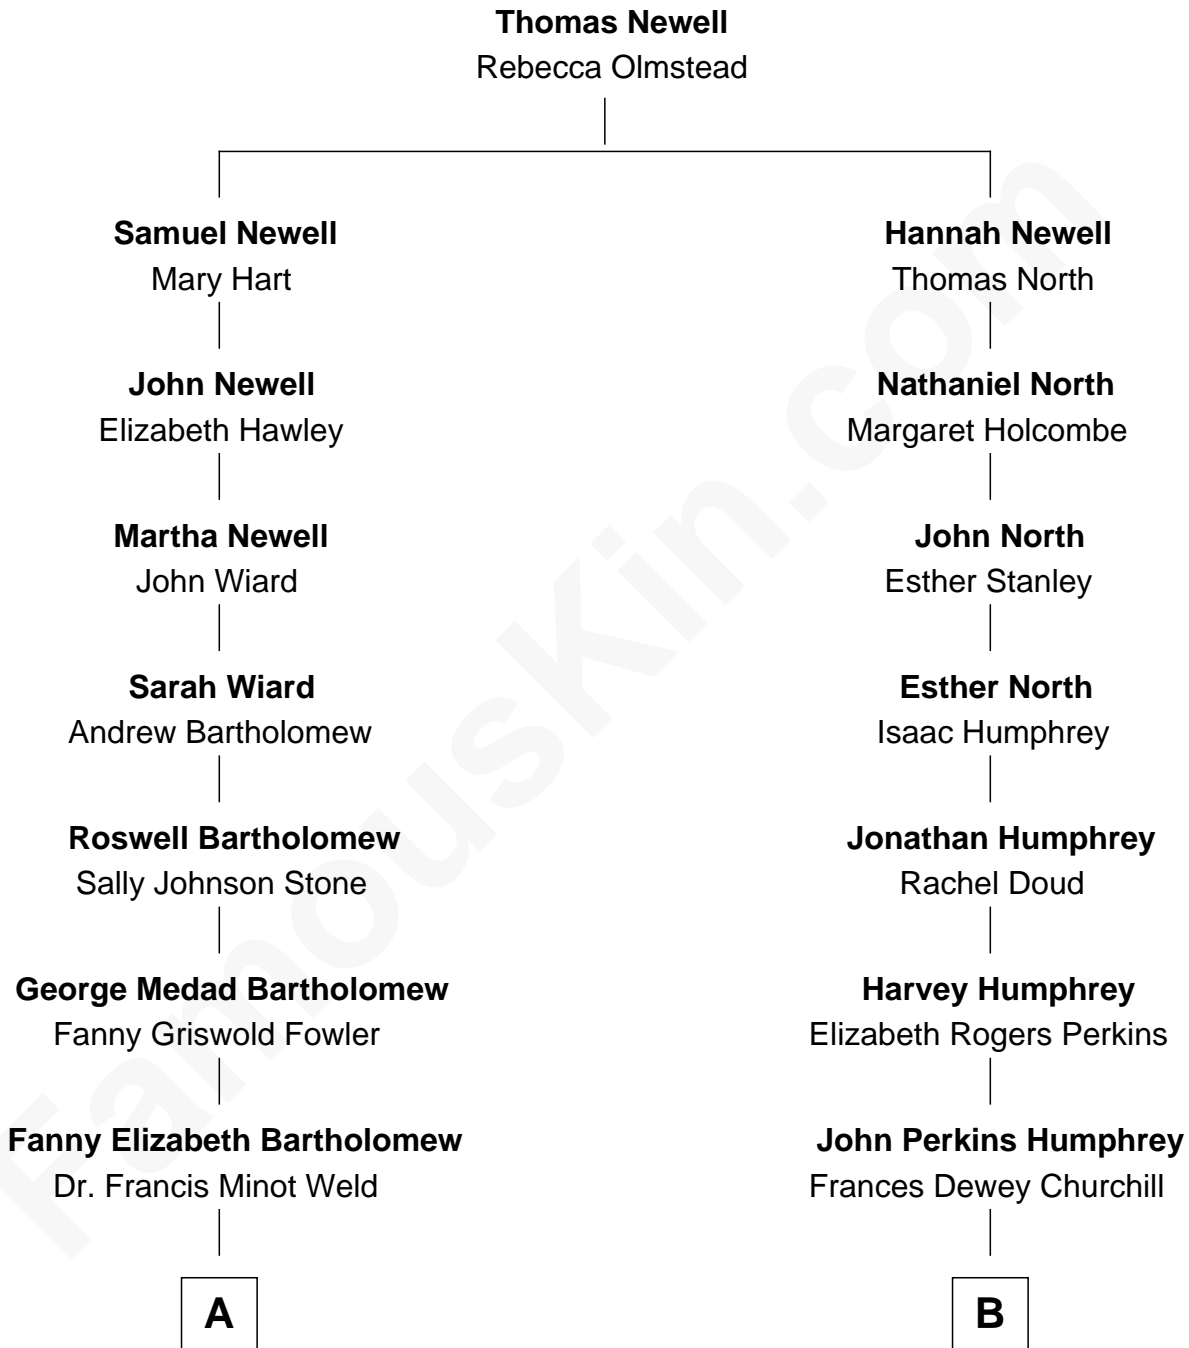 Thomas Newell
Rebecca Olmstead
Samuel Newell
Mary Hart
Hannah Newell
Thomas North
John Newell
Elizabeth Hawley
Nathaniel North
Margaret Holcombe
Martha Newell
John Wiard
John North
Esther Stanley
Sarah Wiard
Andrew Bartholomew
Esther North
Isaac Humphrey
Roswell Bartholomew
Sally Johnson Stone
Jonathan Humphrey
Rachel Doud
George Medad Bartholomew
Fanny Griswold Fowler
Harvey Humphrey
Elizabeth Rogers Perkins
Fanny Elizabeth Bartholomew
Dr. Francis Minot Weld
John Perkins Humphrey
Frances Dewey Churchill
A
B
FamousKin.com